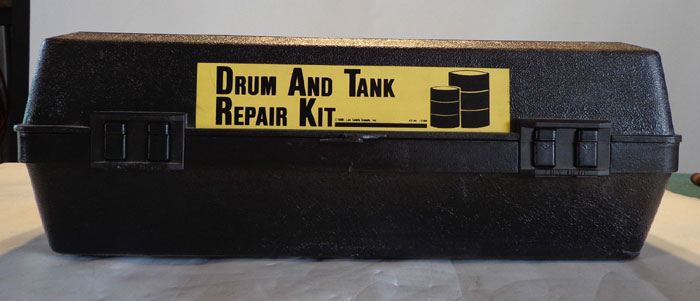 DRUM AND TANK
REPAIR KIT